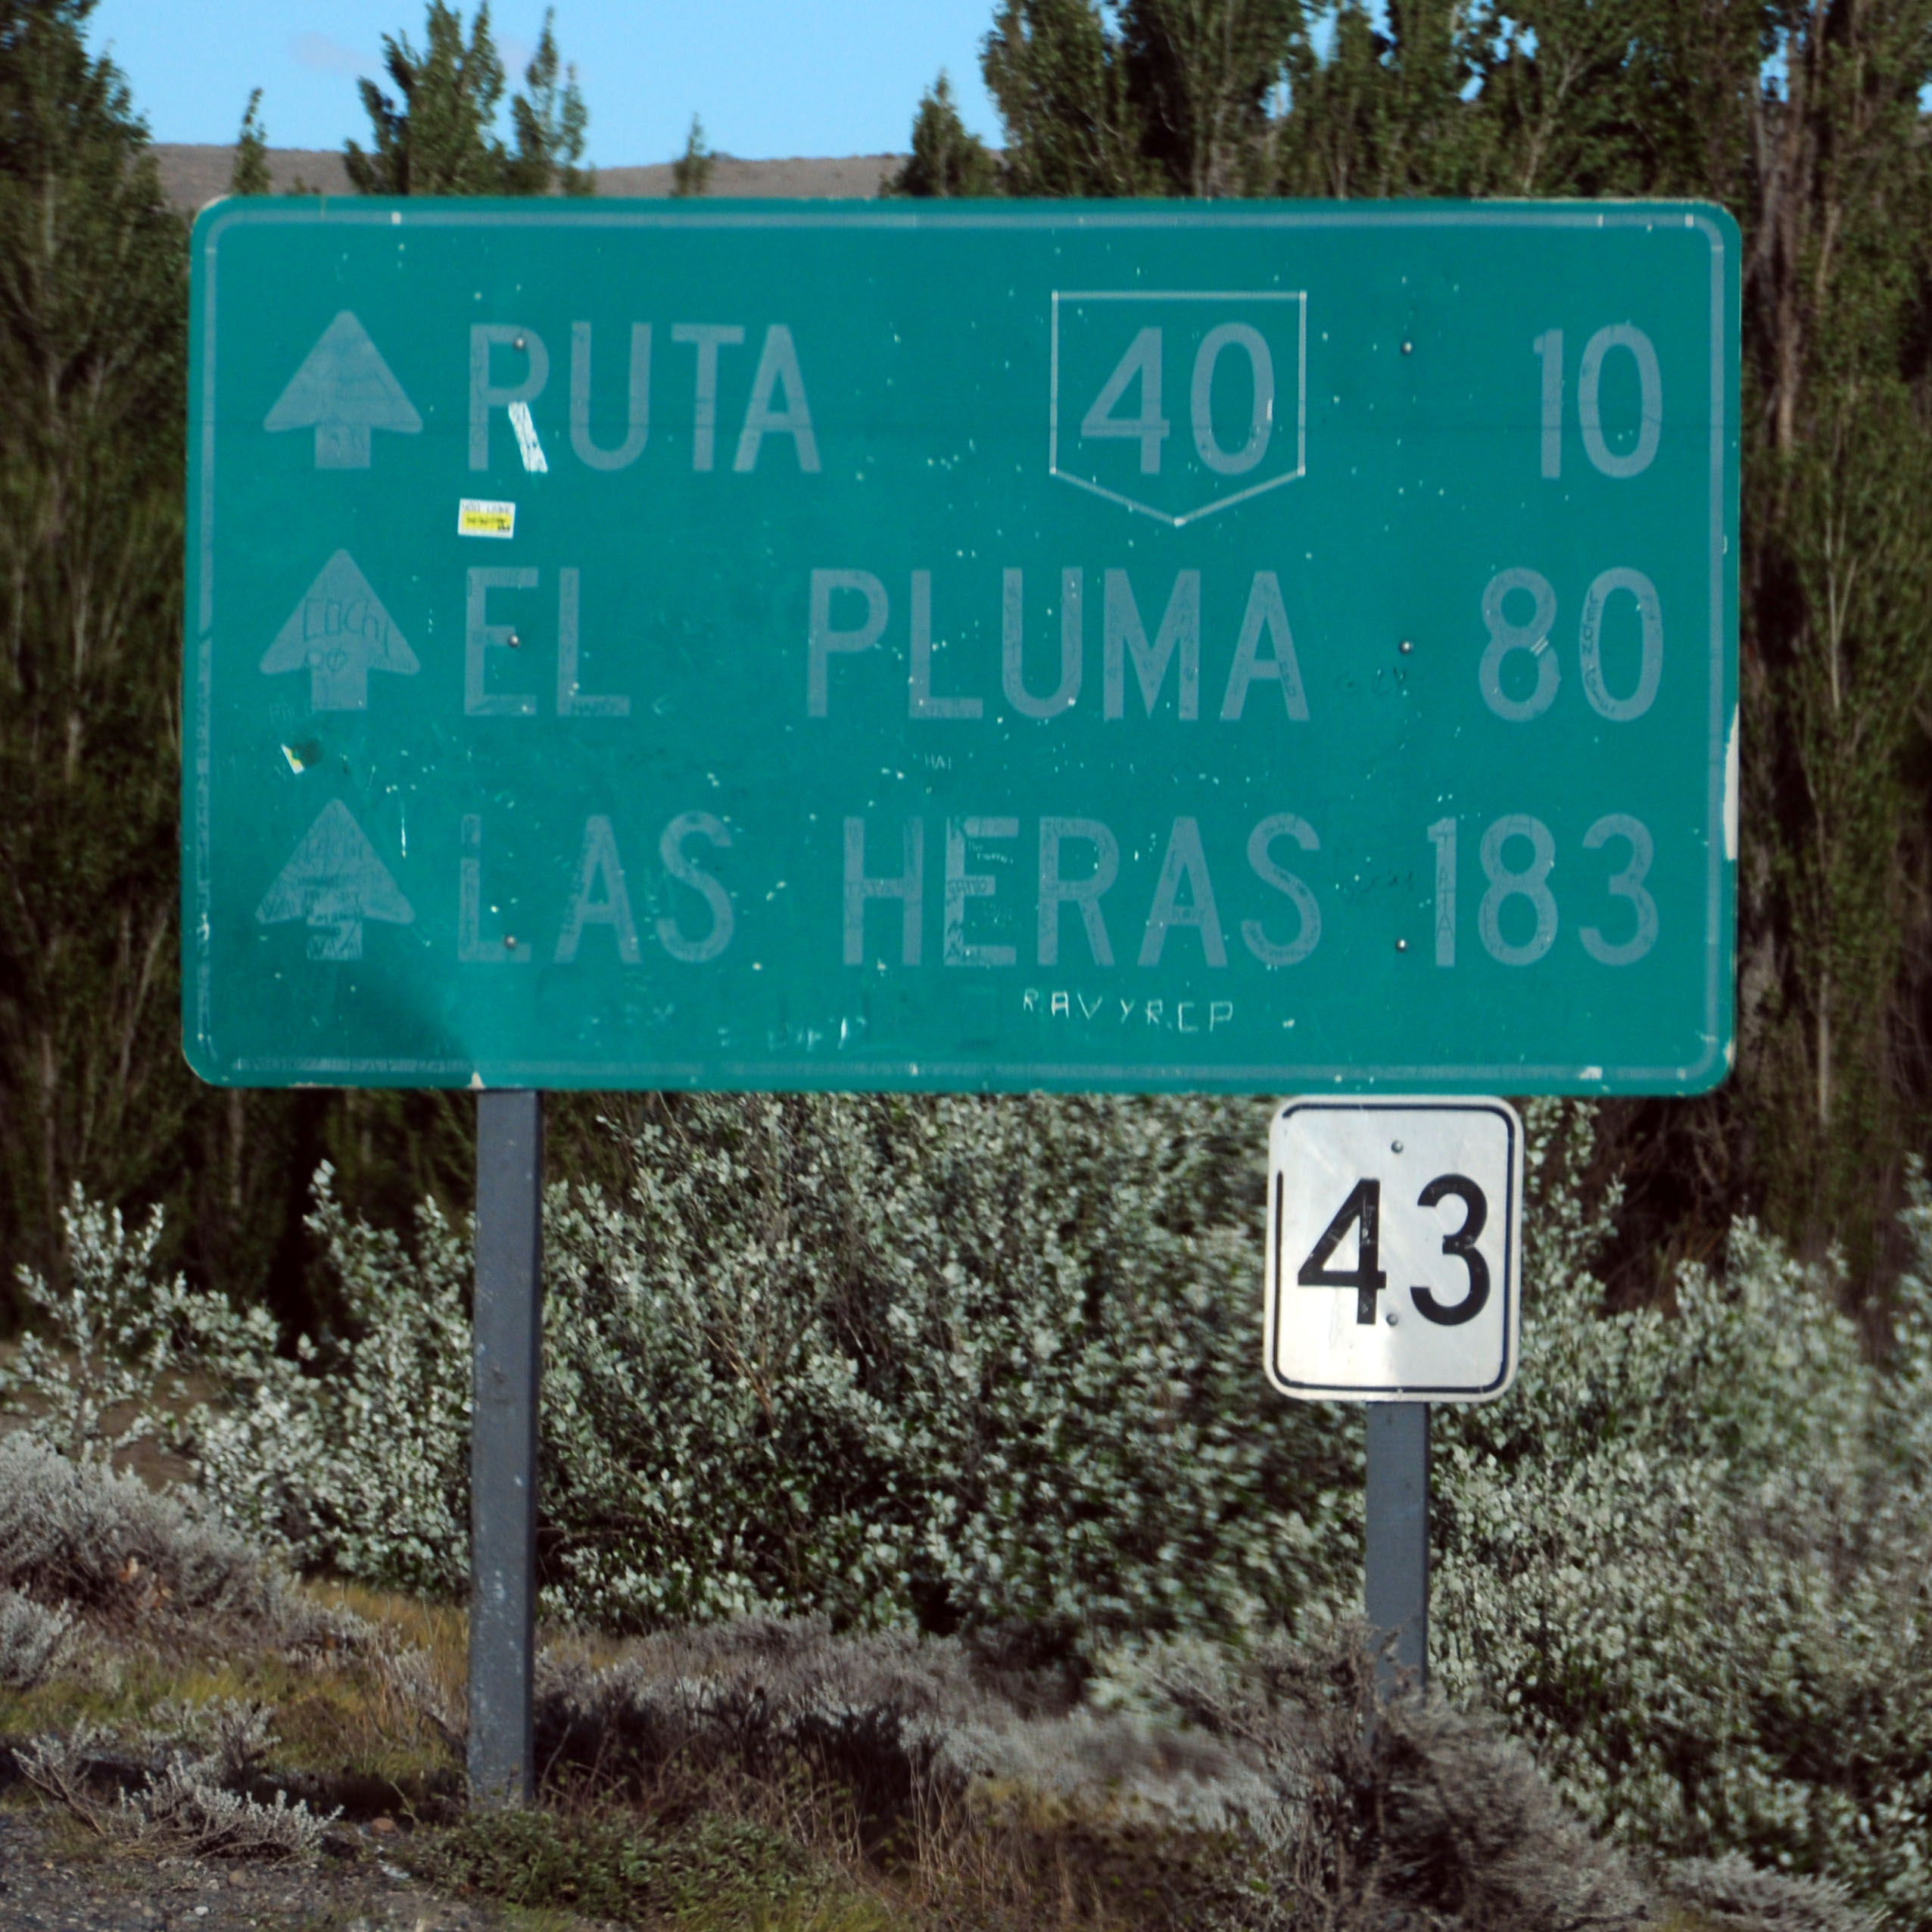 RUTA 40 10
EL PLUMA 80
LAS HERAS 183
RAVYRCP
43